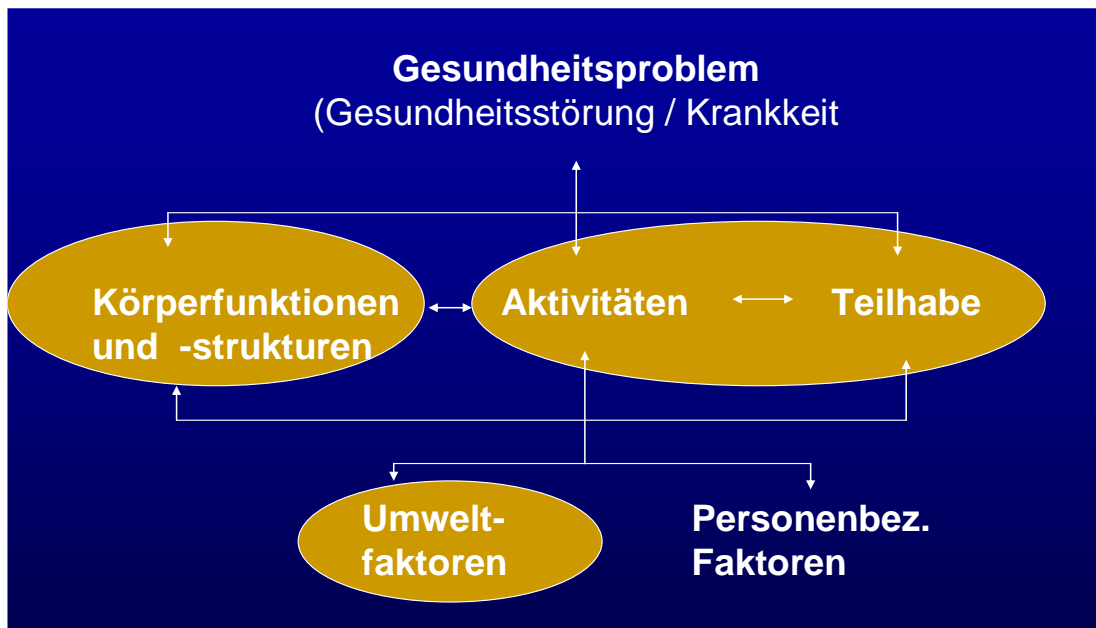 Gesundheitsproblem
(Gesundheitsstörung / Krankkeit
Körperfunktionen
und -strukturen
Aktivitäten
Teilhabe
Umwelt-
faktoren
Personenbez.
Faktoren